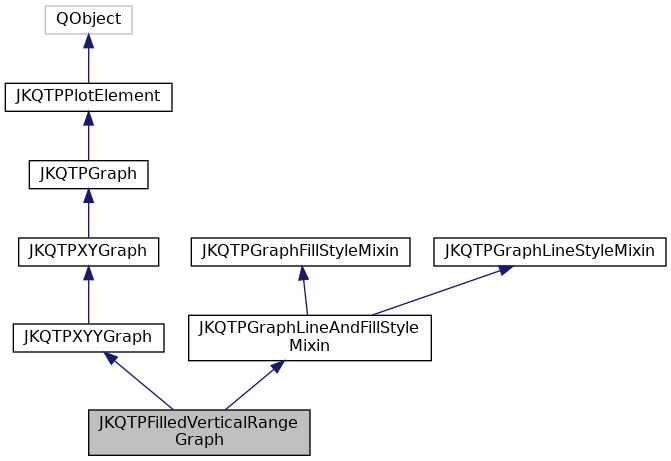 QObject
JKQTPPlotElement
JKQTPGraph
JKQTPXYGraph
JKQTPGraphFillStyleMixin
JKQTPGraphLineStyleMixin
JKQTPXYYGraph
JKQTPGraphLineAndFillStyle
Mixin
JKQTPFilledVerticalRange
Graph